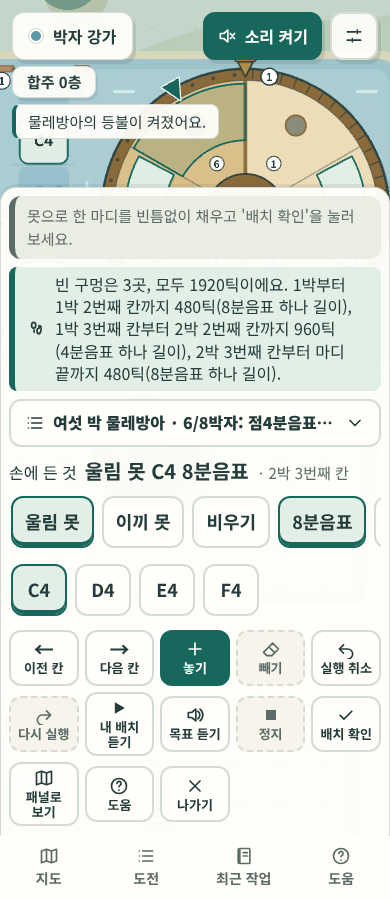 박자 강가
소리 켜기
1
1
합주 0층
물레방아의 등불이 켜졌어요.
C4
6
1
못으로 한 마디를 빈틈없이 채우고 '배치 확인'을 눌러
보세요.
빈 구멍은 3곳, 모두 1920틱이에요. 1박부터
1박 2번째 칸까지 480틱(8분음표 하나 길이),
1박 3번째 칸부터 2박 2번째 칸까지 960틱
(4분음표 하나 길이), 2박 3번째 칸부터 마디
끝까지 480틱(8분음표 하나 길이).
여섯 박 물레방아 · 6/8박자: 점4분음표…
손에 든 것 울림 못 C4 8분음표 · 2박 3번째 칸
울림 못 이끼 못 비우기 8분음표
C4 D4 E4 F4
이전 칸 다음 칸 놓기 빼기 실행 취소
다시 실행 내 배치 듣기 목표 듣기 정지 배치 확인
패널로 보기 도움 나가기
지도 도전 최근 작업 도움